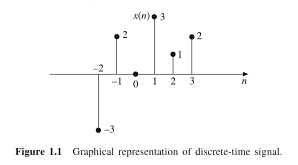 x(n) 3
2
2
1
−2
−1 0 1 2 3 n
−3
Figure 1.1 Graphical representation of discrete-time signal.